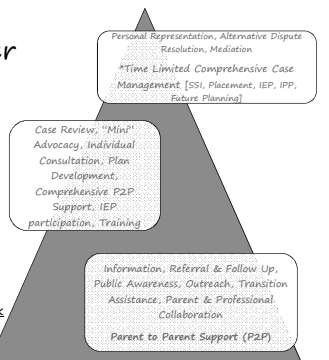 er
Personal Representation, Alternative Dispute
Resolution, Mediation
*Time Limited Comprehensive Case
Management [SSI, Placement, IEP, IPP,
Future Planning]
Case Review, "Mini"
Advocacy, Individual
Consultation, Plan
Development,
Comprehensive P2P
Support, IEP
participation, Training
Information, Referral & Follow Up,
Public Awareness, Outreach, Transition
Assistance, Parent & Professional
Collaboration
Parent to Parent Support (P2P)